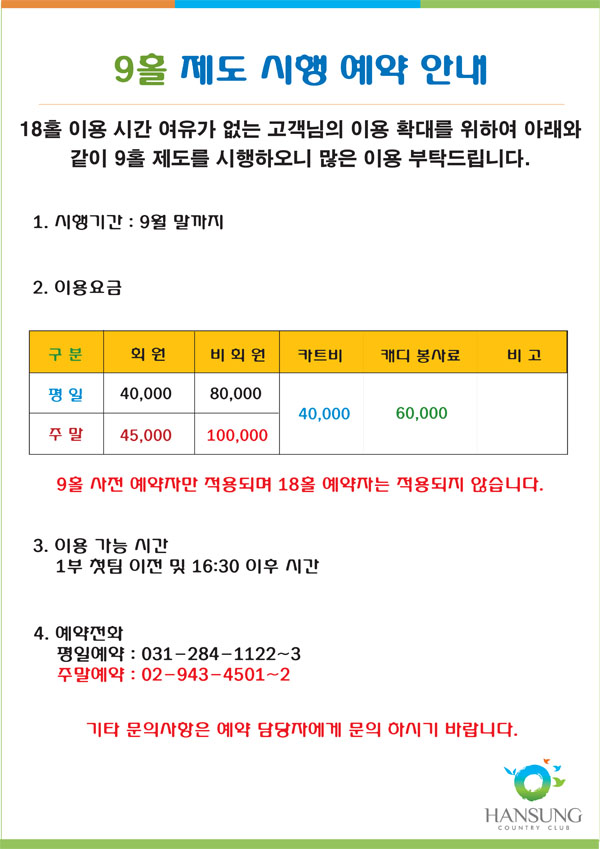 9홀 제도 시행 예약 안내
18홀 이용 시간 여유가 없는 고객님의 이용 확대를 위하여 아래와
같이 9홀 제도를 시행하오니 많은 이용 부탁드립니다.
1. 시행기간 : 9월 말까지
2. 이용요금
구 분 회 원 비 회 원 카트비 캐디 봉사료 비 고
평 일 40,000 80,000 40,000 60,000
주 말 45,000 100,000
9홀 사전 예약자만 적용되며 18홀 예약자는 적용되지 않습니다.
3. 이용 가능 시간
1부 첫팀 이전 및 16:30 이후 시간
4. 예약전화
평일예약 : 031-284-1122~3
주말예약 : 02-943-4501~2
기타 문의사항은 예약 담당자에게 문의 하시기 바랍니다.
HANSUNG
COUNTRY CLUB